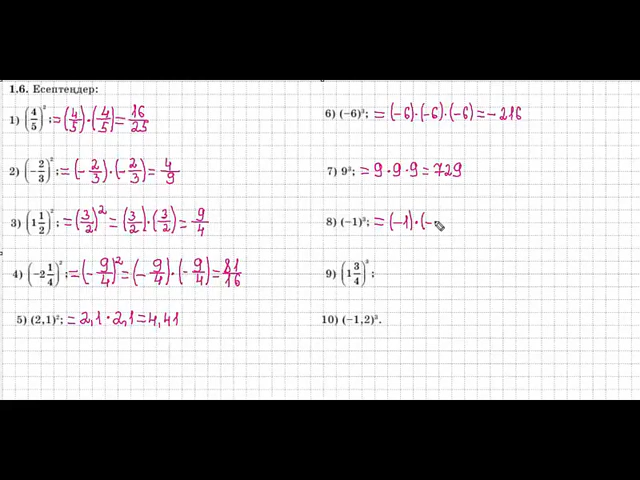 1.6. Есептеңдер:
1) (4/5)²; = (4/5)·(4/5) = 16/25
2) (-2/3)²; = (-2/3)·(-2/3) = 4/9
3) (1 1/2)²; = (3/2)² = (3/2)·(3/2) = 9/4
4) (-2 1/4)²; = (-9/4)² = (-9/4)·(-9/4) = 81/16
5) (2,1)²; = 2,1·2,1 = 4,41
6) (-6)³; = (-6)·(-6)·(-6) = -216
7) 9³; = 9·9·9 = 729
8) (-1)³; = (-1)·(-
9) (1 3/4)²;
10) (-1,2)³.